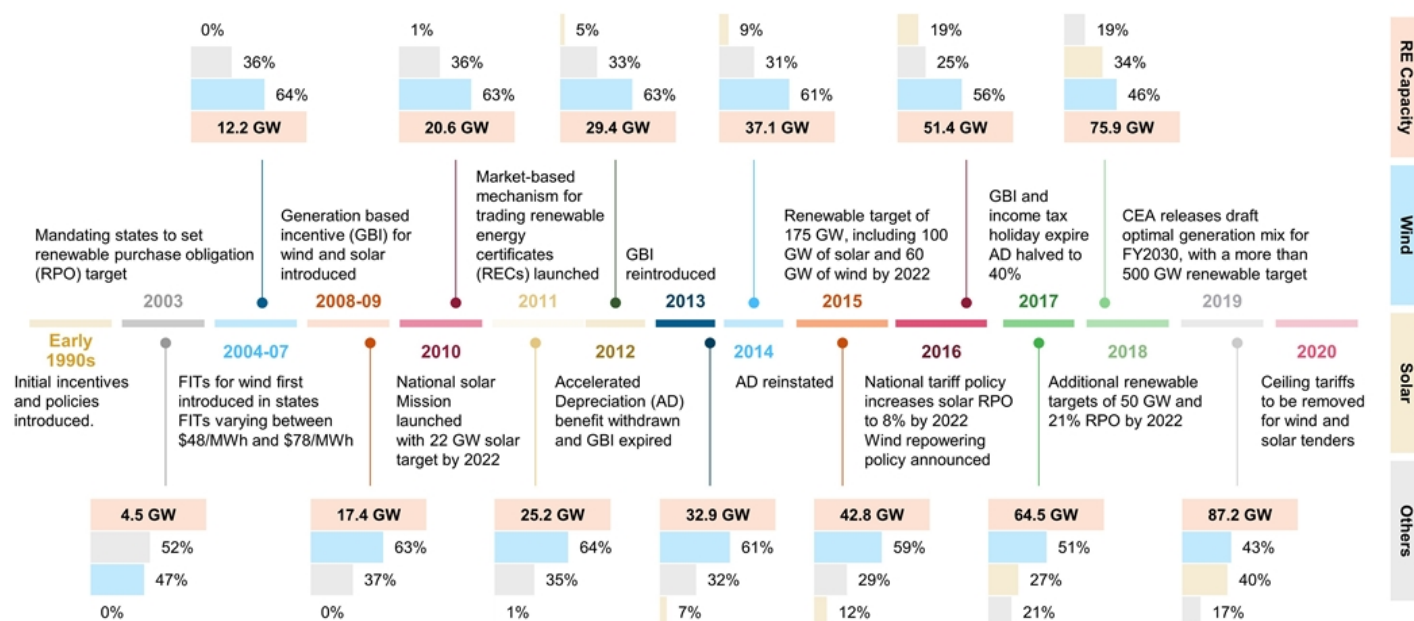 0%
36%
64%
12.2 GW
1%
36%
63%
20.6 GW
5%
33%
63%
29.4 GW
9%
31%
61%
37.1 GW
19%
25%
56%
51.4 GW
19%
34%
46%
75.9 GW
RE Capacity
Wind
Solar
Others
Mandating states to set
renewable purchase obligation
(RPO) target
Generation based
incentive (GBI) for
wind and solar
introduced
Market-based
mechanism for
trading renewable
energy
certificates
(RECs) launched
GBI
reintroduced
Renewable target of
175 GW, including 100
GW of solar and 60
GW of wind by 2022
GBI and
income tax
holiday expire
AD halved to
40%
CEA releases draft
optimal generation mix for
FY2030, with a more than
500 GW renewable target
2003
2008-09
2011
2013
2015
2017
2019
Early
1990s
2004-07
2010
2012
2014
2016
2018
2020
Initial incentives
and policies
introduced.
FITs for wind first
introduced in states
FITs varying between
$48/MWh and $78/MWh
National solar
Mission
launched
with 22 GW solar
target by 2022
Accelerated
Depreciation (AD)
benefit withdrawn
and GBI expired
AD reinstated
National tariff policy
increases solar RPO
to 8% by 2022
Wind repowering
policy announced
Additional renewable
targets of 50 GW and
21% RPO by 2022
Ceiling tariffs
to be removed
for wind and
solar tenders
4.5 GW
52%
47%
0%
17.4 GW
63%
37%
0%
25.2 GW
64%
35%
1%
32.9 GW
61%
32%
7%
42.8 GW
59%
29%
12%
64.5 GW
51%
27%
21%
87.2 GW
43%
40%
17%